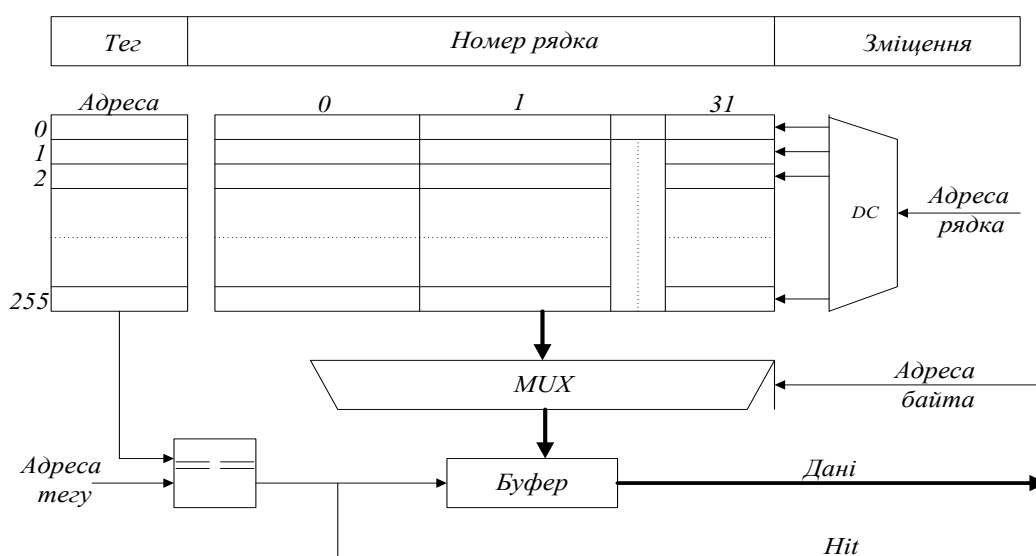 Тег Номер рядка Зміщення
Адреса 0 1 31
0
1
2
255
DC
Адреса
рядка
MUX
Адреса
байта
Адреса
тегу
Буфер
Дані
Hit